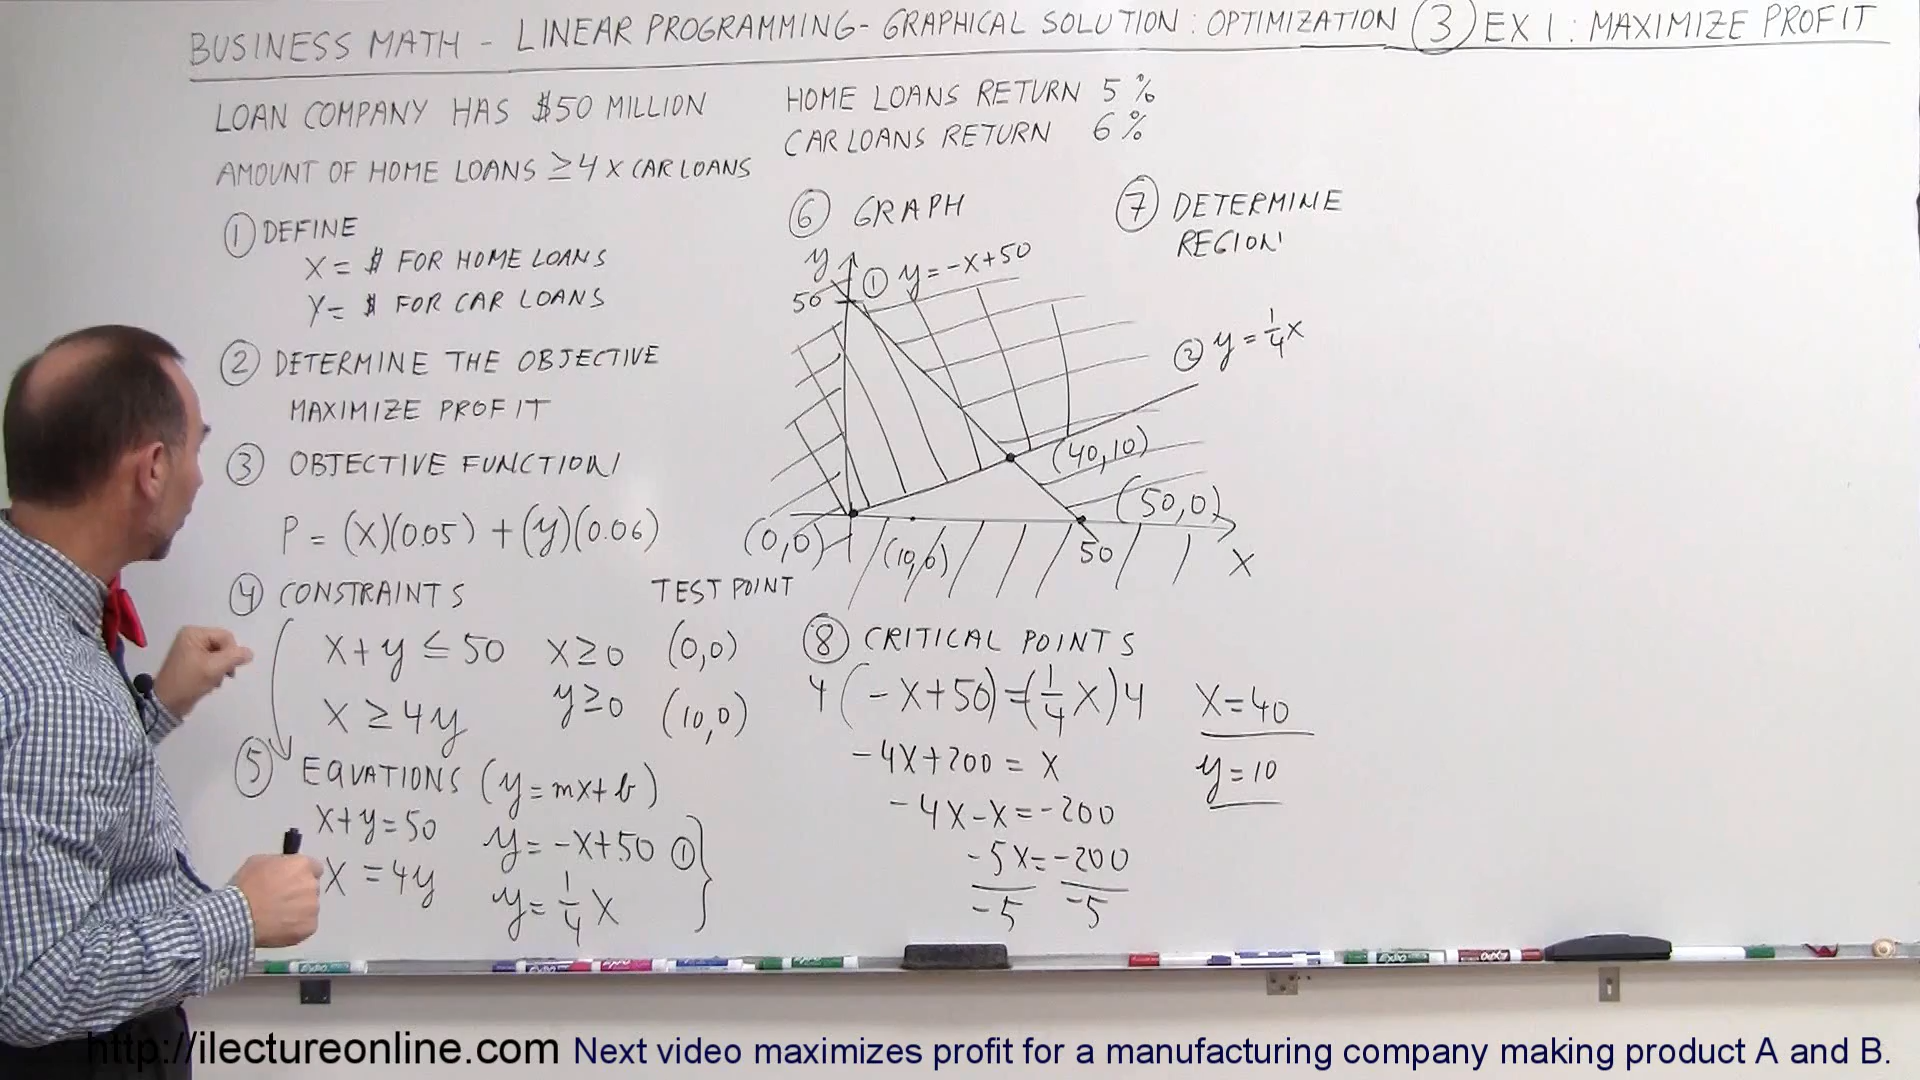 BUSINESS MATH - LINEAR PROGRAMMING - GRAPHICAL SOLUTION : OPTIMIZATION ③ EX 1 : MAXIMIZE PROFIT
LOAN COMPANY HAS $50 MILLION
AMOUNT OF HOME LOANS ≥ 4 x CAR LOANS
HOME LOANS RETURN 5 %
CAR LOANS RETURN 6 %
① DEFINE
X = $ FOR HOME LOANS
Y = $ FOR CAR LOANS
② DETERMINE THE OBJECTIVE
MAXIMIZE PROFIT
③ OBJECTIVE FUNCTION
P = (X)(0.05) + (y)(0.06)
④ CONSTRAINTS
TEST POINT
X + y ≤ 50 X ≥ 0 (0,0)
X ≥ 4y y ≥ 0 (10,0)
⑤ EQUATIONS (y = mx + b)
X + y = 50 y = -X + 50 ①
X = 4y y = 1/4 X
⑥ GRAPH
y
50
① y = -X + 50
② y = 1/4 x
(40,10)
(50,0)
(0,0)
(10,0)
50
X
⑦ DETERMINE
REGION
⑧ CRITICAL POINTS
4(-X + 50) = (1/4 X)4
-4X + 200 = X
-4X - X = -200
-5X = -200
-5 -5
X = 40
y = 10
EXPO
http://ilectureonline.com Next video maximizes profit for a manufacturing company making product A and B.